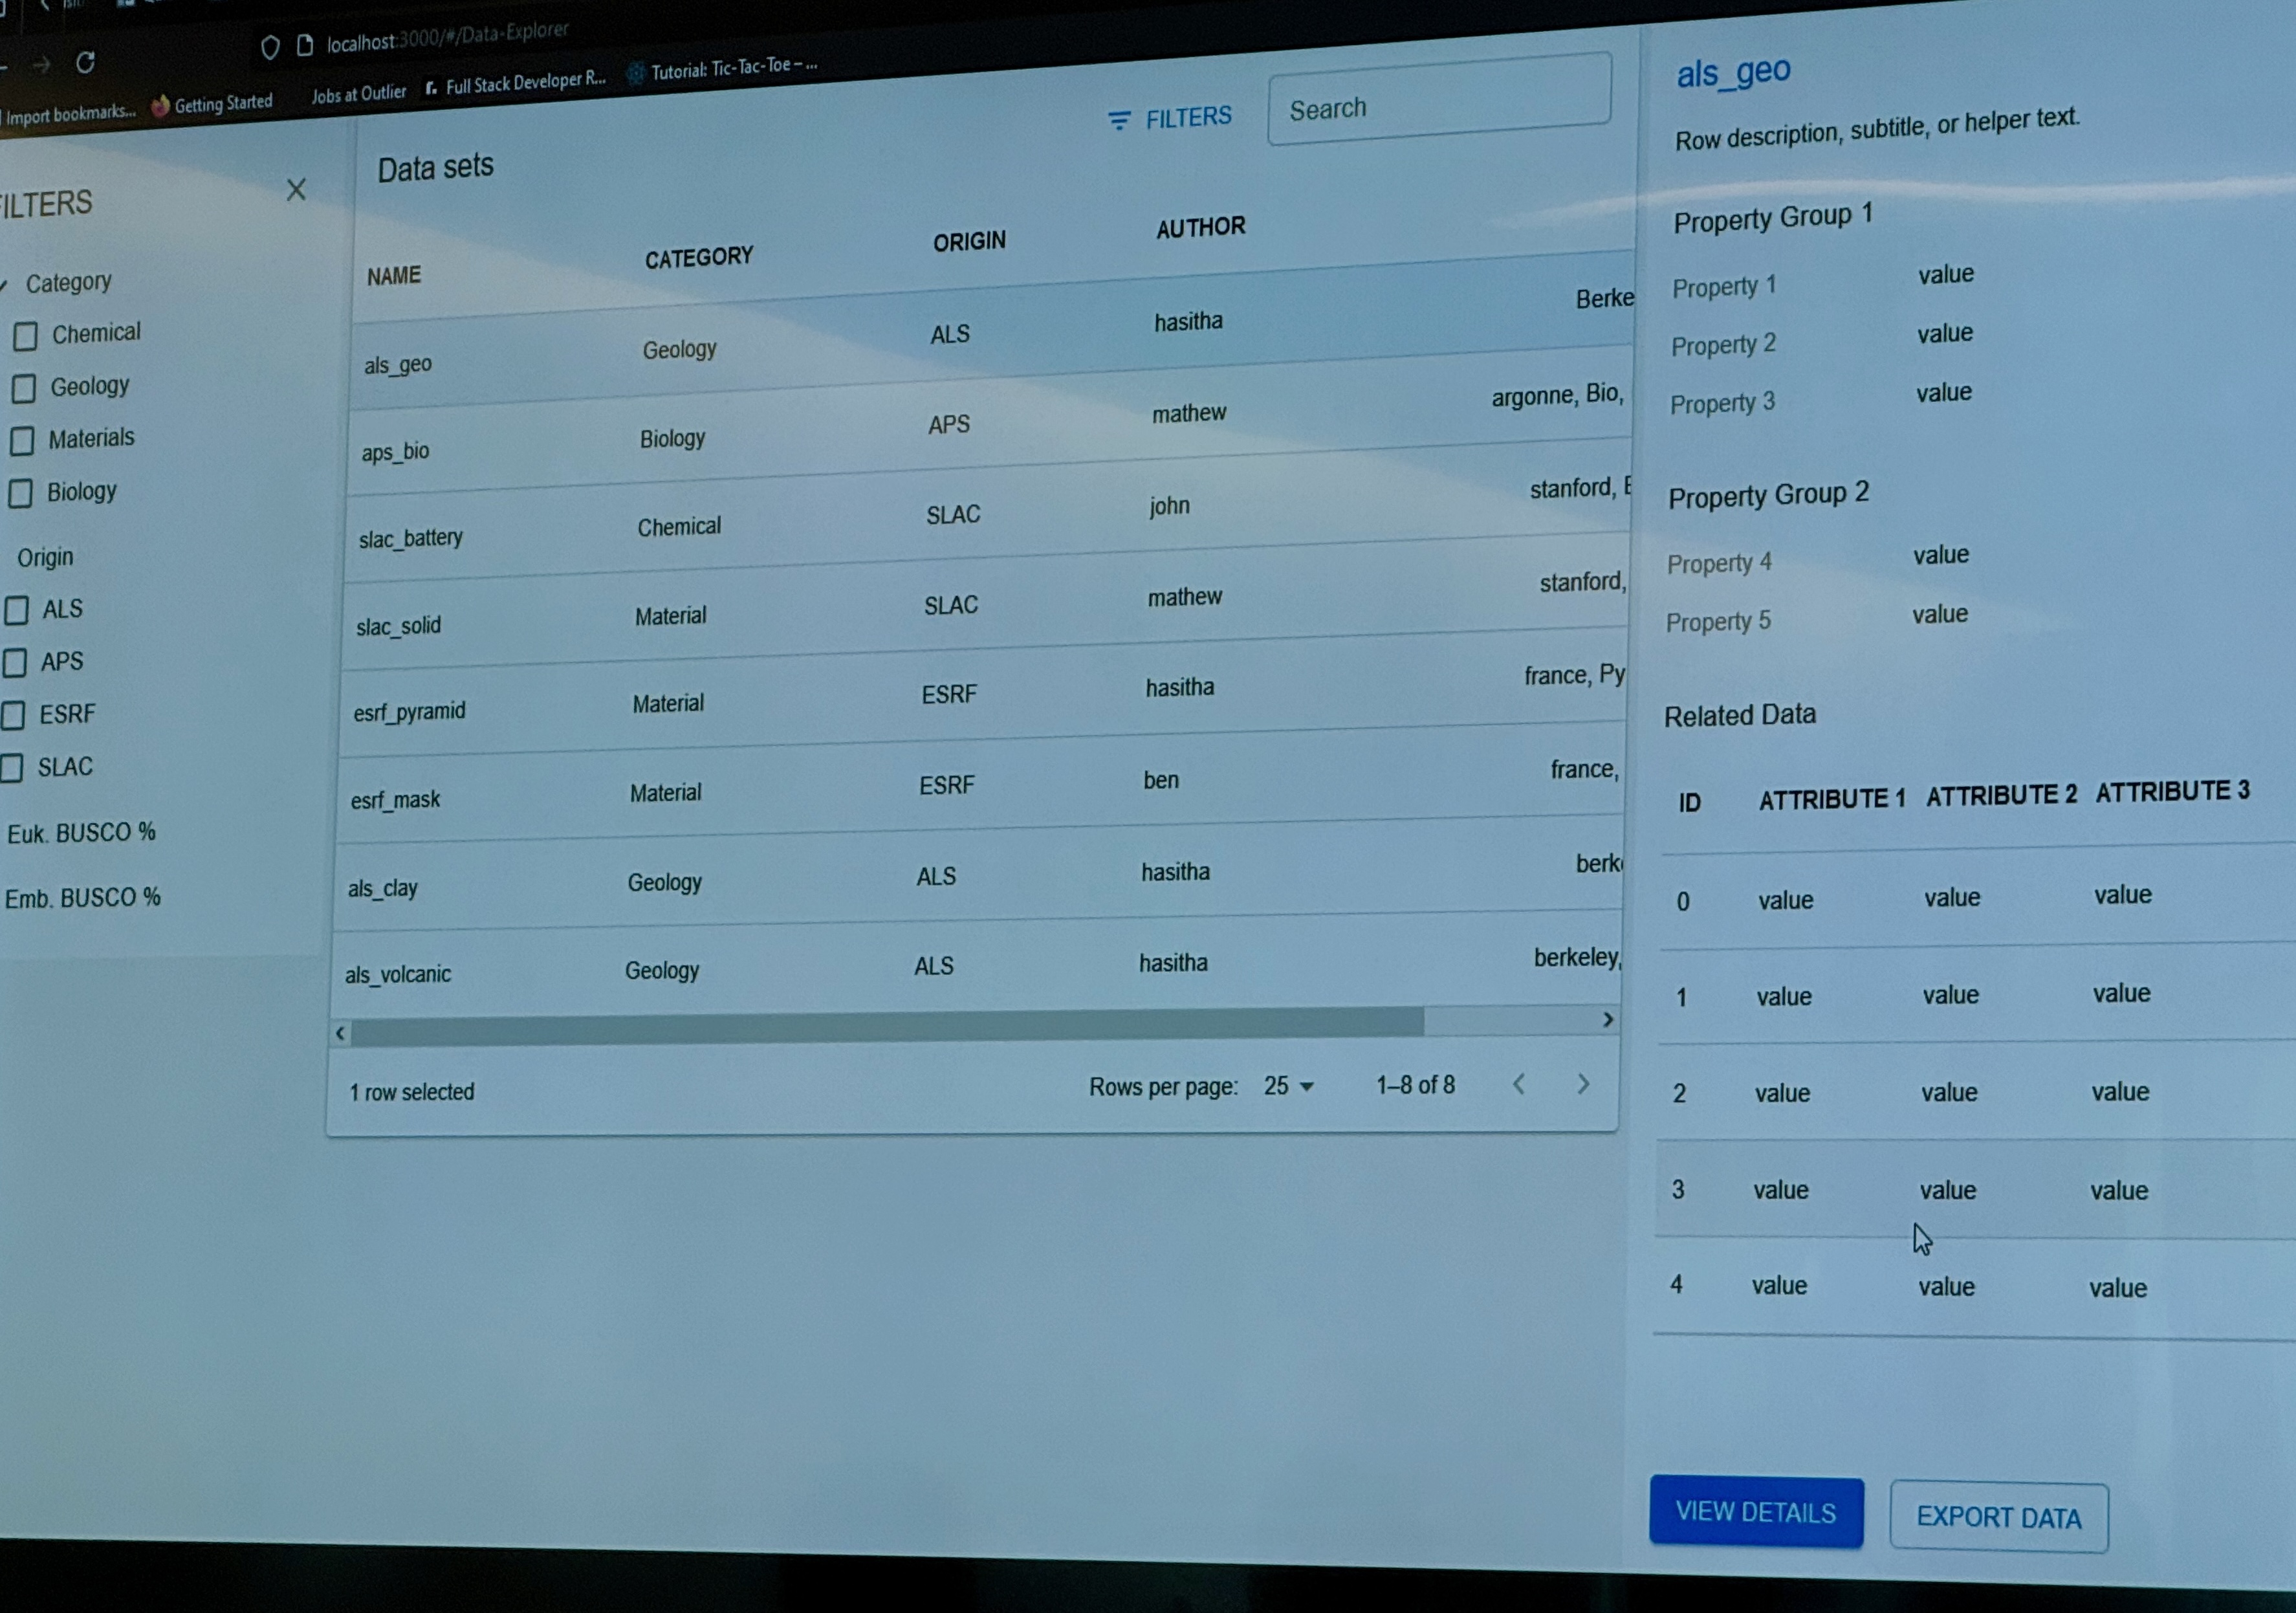 localhost:3000/#/Data-Explorer
Import bookmarks... Getting Started Jobs at Outlier Full Stack Developer R... Tutorial: Tic-Tac-Toe – ...
FILTERS
Category
Chemical
Geology
Materials
Biology
Origin
ALS
APS
ESRF
SLAC
Euk. BUSCO %
Emb. BUSCO %
Data sets
FILTERS
Search
NAME CATEGORY ORIGIN AUTHOR
als_geo Geology ALS hasitha Berke
aps_bio Biology APS mathew argonne, Bio,
slac_battery Chemical SLAC john stanford,
slac_solid Material SLAC mathew stanford,
esrf_pyramid Material ESRF hasitha france, Py
esrf_mask Material ESRF ben france,
als_clay Geology ALS hasitha berk
als_volcanic Geology ALS hasitha berkeley,
1 row selected Rows per page: 25 1–8 of 8
als_geo
Row description, subtitle, or helper text.
Property Group 1
Property 1 value
Property 2 value
Property 3 value
Property Group 2
Property 4 value
Property 5 value
Related Data
ID ATTRIBUTE 1 ATTRIBUTE 2 ATTRIBUTE 3
0 value value value
1 value value value
2 value value value
3 value value value
4 value value value
VIEW DETAILS EXPORT DATA